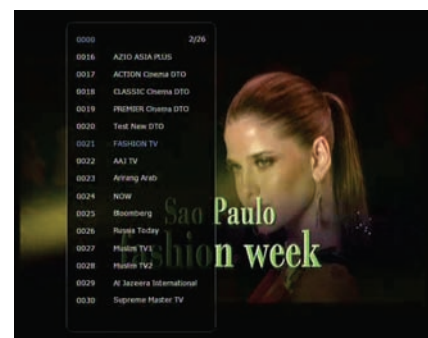 0000 2/26
0016 AZIO ASIA PLUS
0017 ACTION Cinema DTO
0018 CLASSIC Cinema DTO
0019 PREMIER Cinema DTO
0020 Test New DTO
0021 FASHION TV
0022 AAJ TV
0023 Arirang Arab
0024 NOW
0025 Bloomberg
0026 Russia Today
0027 Muslim TV1
0028 Muslim TV2
0029 Al Jazeera International
0030 Supreme Master TV
Sao Paulo
fashion week